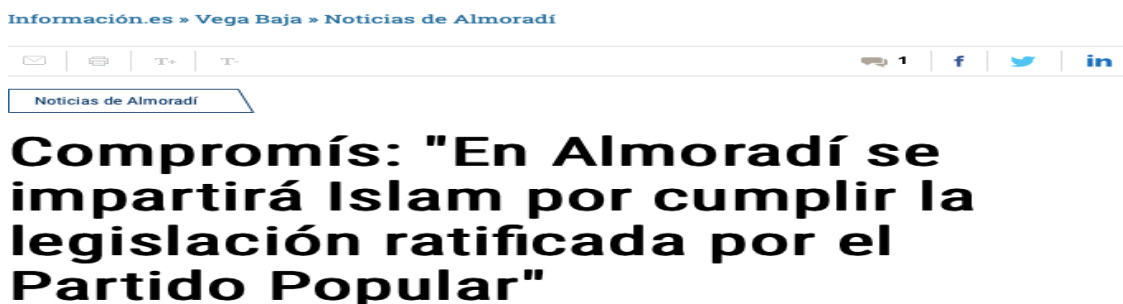 Información.es » Vega Baja » Noticias de Almoradí
T+ T- 1 f in
Noticias de Almoradí
Compromís: "En Almoradí se
impartirá Islam por cumplir la
legislación ratificada por el
Partido Popular"